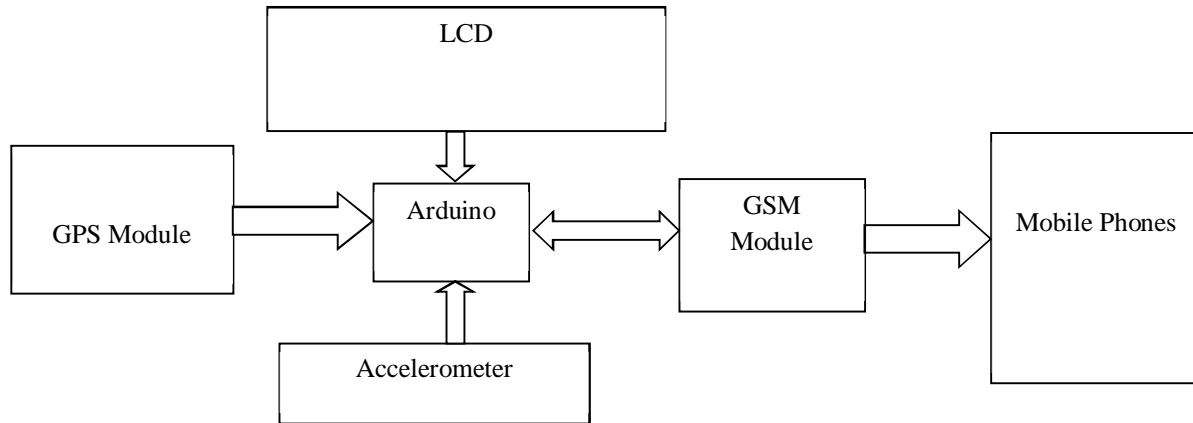 LCD
GPS Module
Arduino
GSM
Module
Mobile Phones
Accelerometer